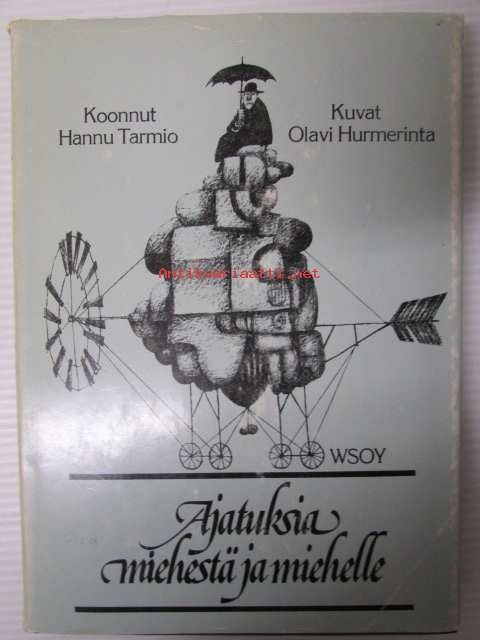 Koonnut
Hannu Tarmio
Kuvat
Olavi Hurmerinta
Antikvariaatti.net
WSOY
Ajatuksia
miehestä ja miehelle